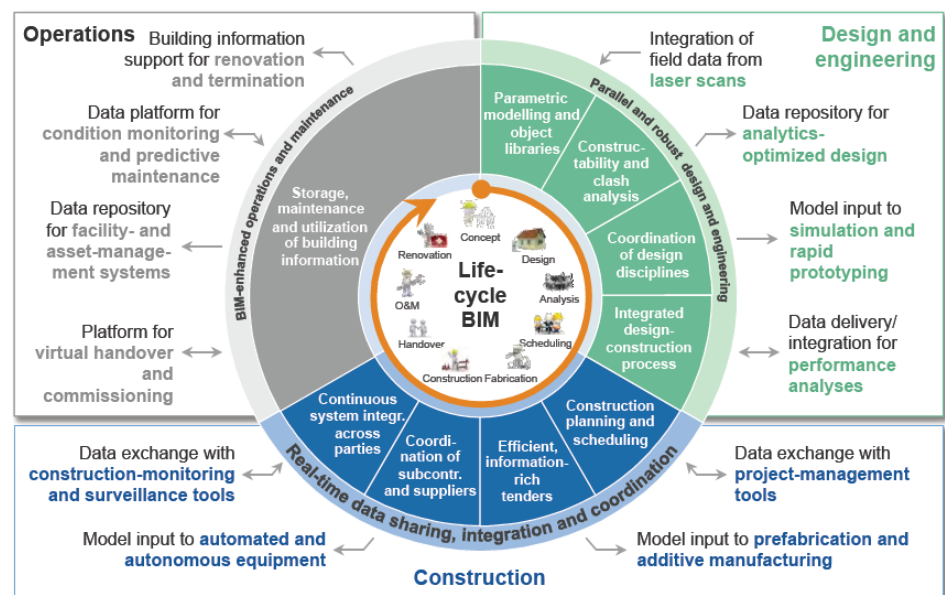 Operations
Building information
support for renovation
and termination
Data platform for
condition monitoring
and predictive
maintenance
Data repository
for facility- and
asset-manage-
ment systems
Platform for
virtual handover
and
commissioning
BIM-enhanced operations and maintenance
Storage,
maintenance
and utilization
of building
information
Design and
engineering
Integration of
field data from
laser scans
Data repository for
analytics-
optimized design
Model input to
simulation and
rapid
prototyping
Data delivery/
integration for
performance
analyses
Parallel and robust design and engineering
Parametric
modelling and
object
libraries
Construc-
tability and
clash
analysis
Coordination
of design
disciplines
Integrated
design-
construction
process
Life-
cycle
BIM
Concept
Design
Analysis
Scheduling
Fabrication
Construction
Handover
O&M
Renovation
Continuous
system integr.
across
parties
Coordi-
nation of
subcontr.
and suppliers
Efficient,
information-
rich
tenders
Construction
planning and
scheduling
Real-time data sharing, integration and coordination
Data exchange with
construction-monitoring
and surveillance tools
Model input to automated and
autonomous equipment
Data exchange with
project-management
tools
Model input to prefabrication and
additive manufacturing
Construction